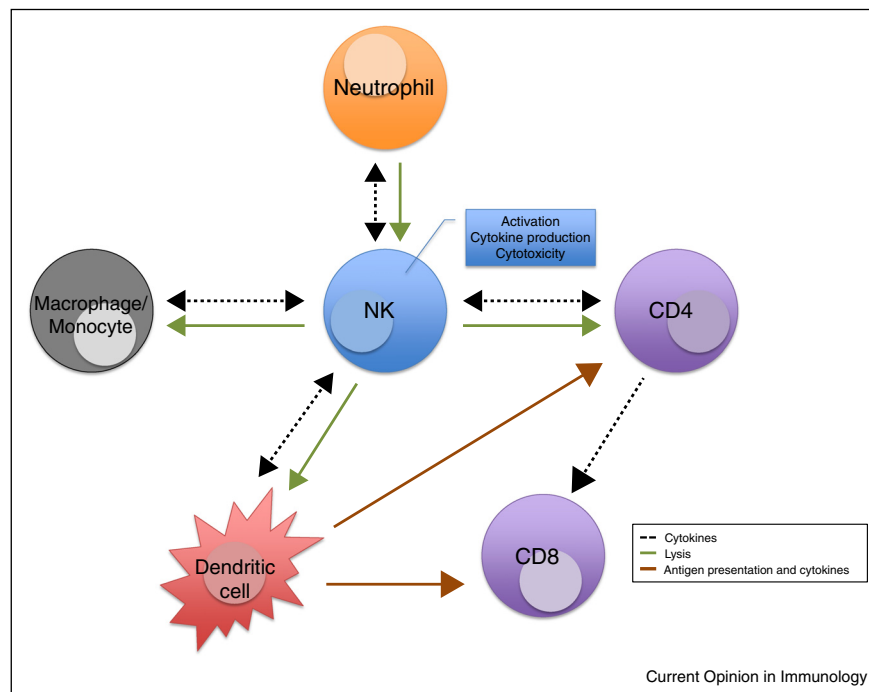 Neutrophil
Activation
Cytokine production
Cytotoxicity
Macrophage/
Monocyte
NK
CD4
Dendritic
cell
CD8
Cytokines
Lysis
Antigen presentation and cytokines
Current Opinion in Immunology